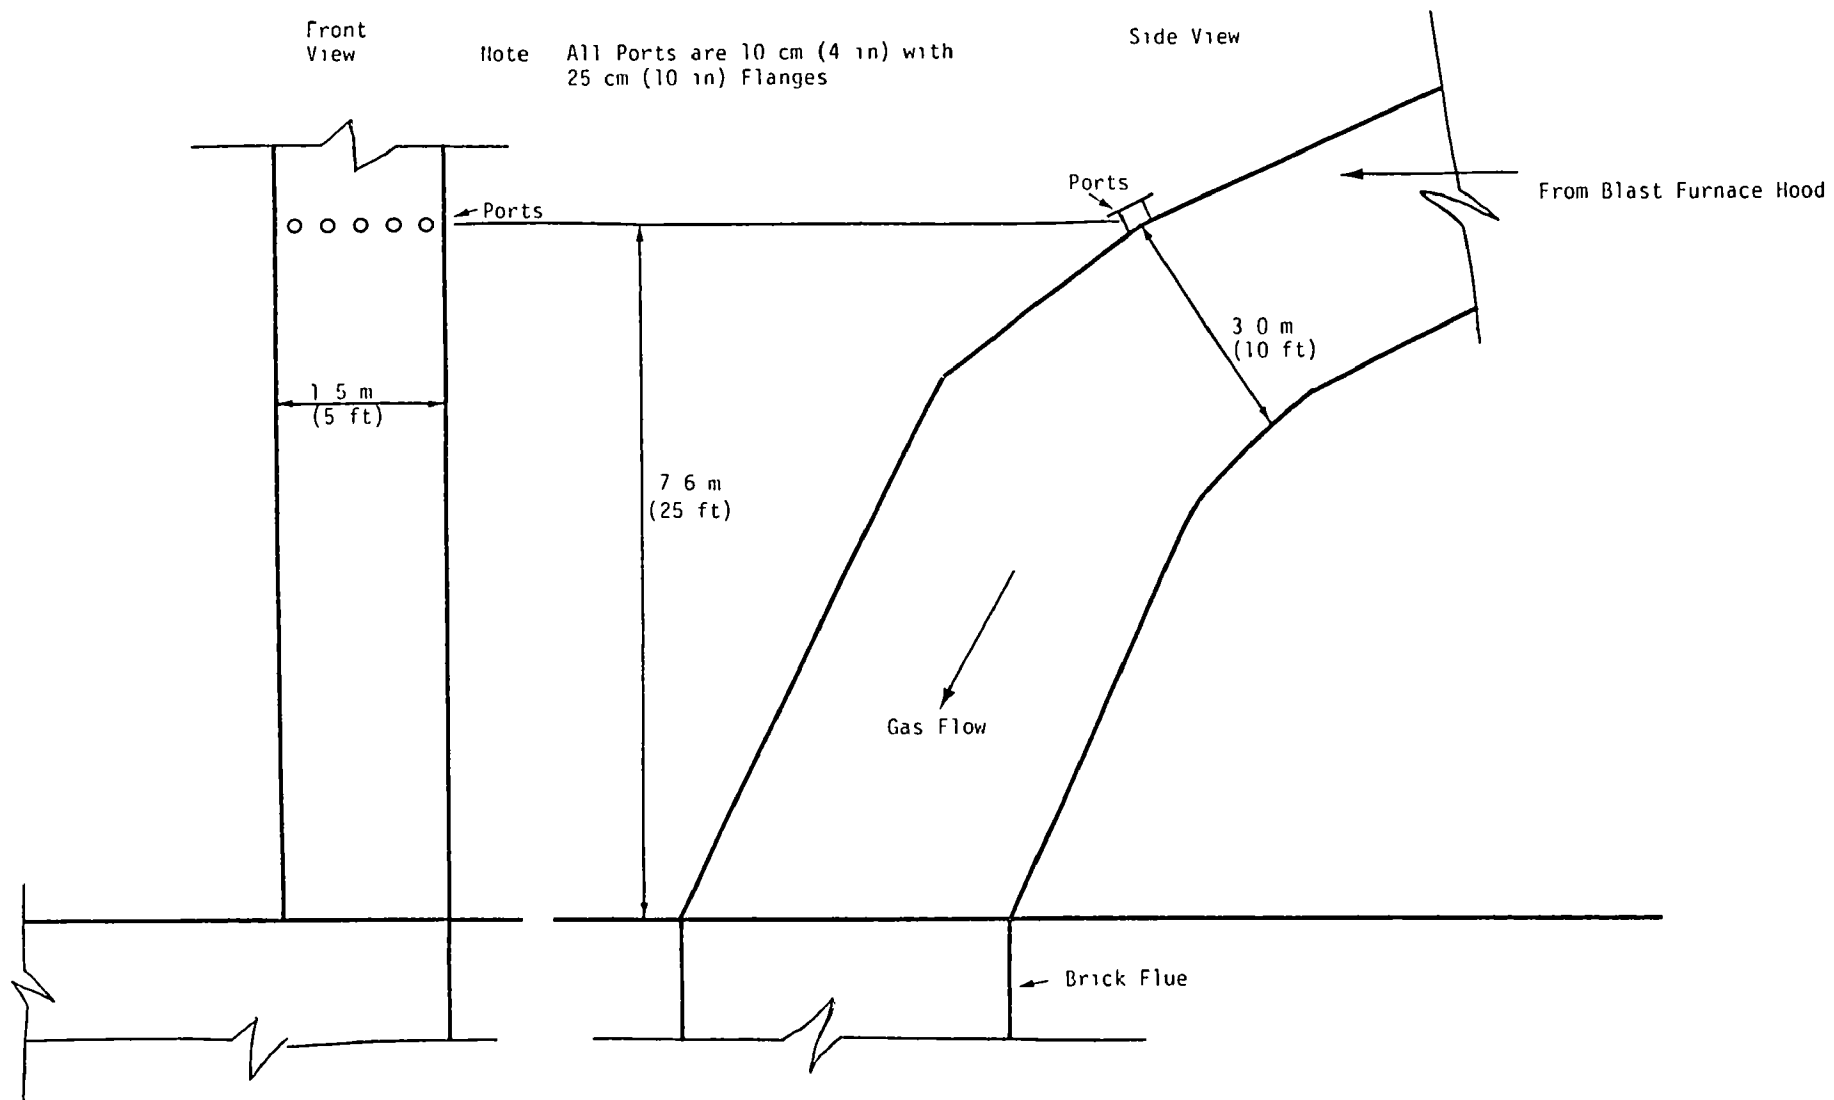 Front
View
Note All Ports are 10 cm (4 in) with
25 cm (10 in) Flanges
Side View
Ports
From Blast Furnace Hood
Ports
3 0 m
(10 ft)
1 5 m
(5 ft)
7 6 m
(25 ft)
Gas Flow
Brick Flue